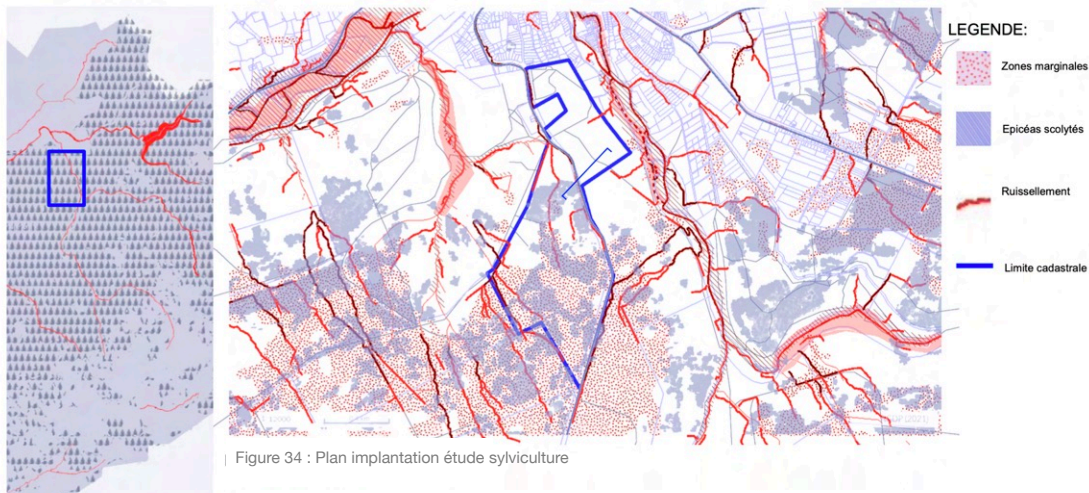 LEGENDE:
Zones marginales
Epicéas scolytés
Ruissellement
Limite cadastrale
Figure 34 : Plan implantation étude sylviculture